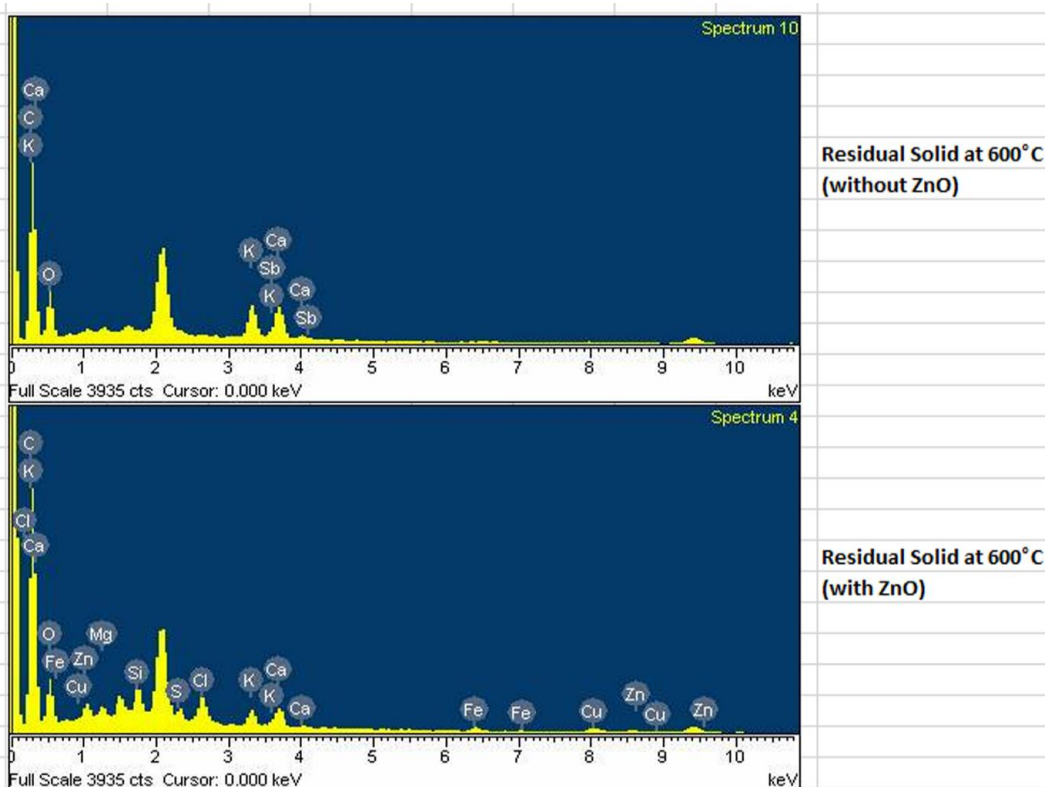 Spectrum 10
Ca
C
K
O
K
Ca
Sb
K
Ca
Sb
0 1 2 3 4 5 6 7 8 9 10
Full Scale 3935 cts Cursor: 0.000 keV
keV
Residual Solid at 600°C
(without ZnO)
Spectrum 4
C
K
Cl
Ca
O
Fe
Zn
Cu
Mg
Si
S
Cl
K
Ca
K
Ca
Fe
Fe
Cu
Zn
Cu
Zn
0 1 2 3 4 5 6 7 8 9 10
Full Scale 3935 cts Cursor: 0.000 keV
keV
Residual Solid at 600°C
(with ZnO)